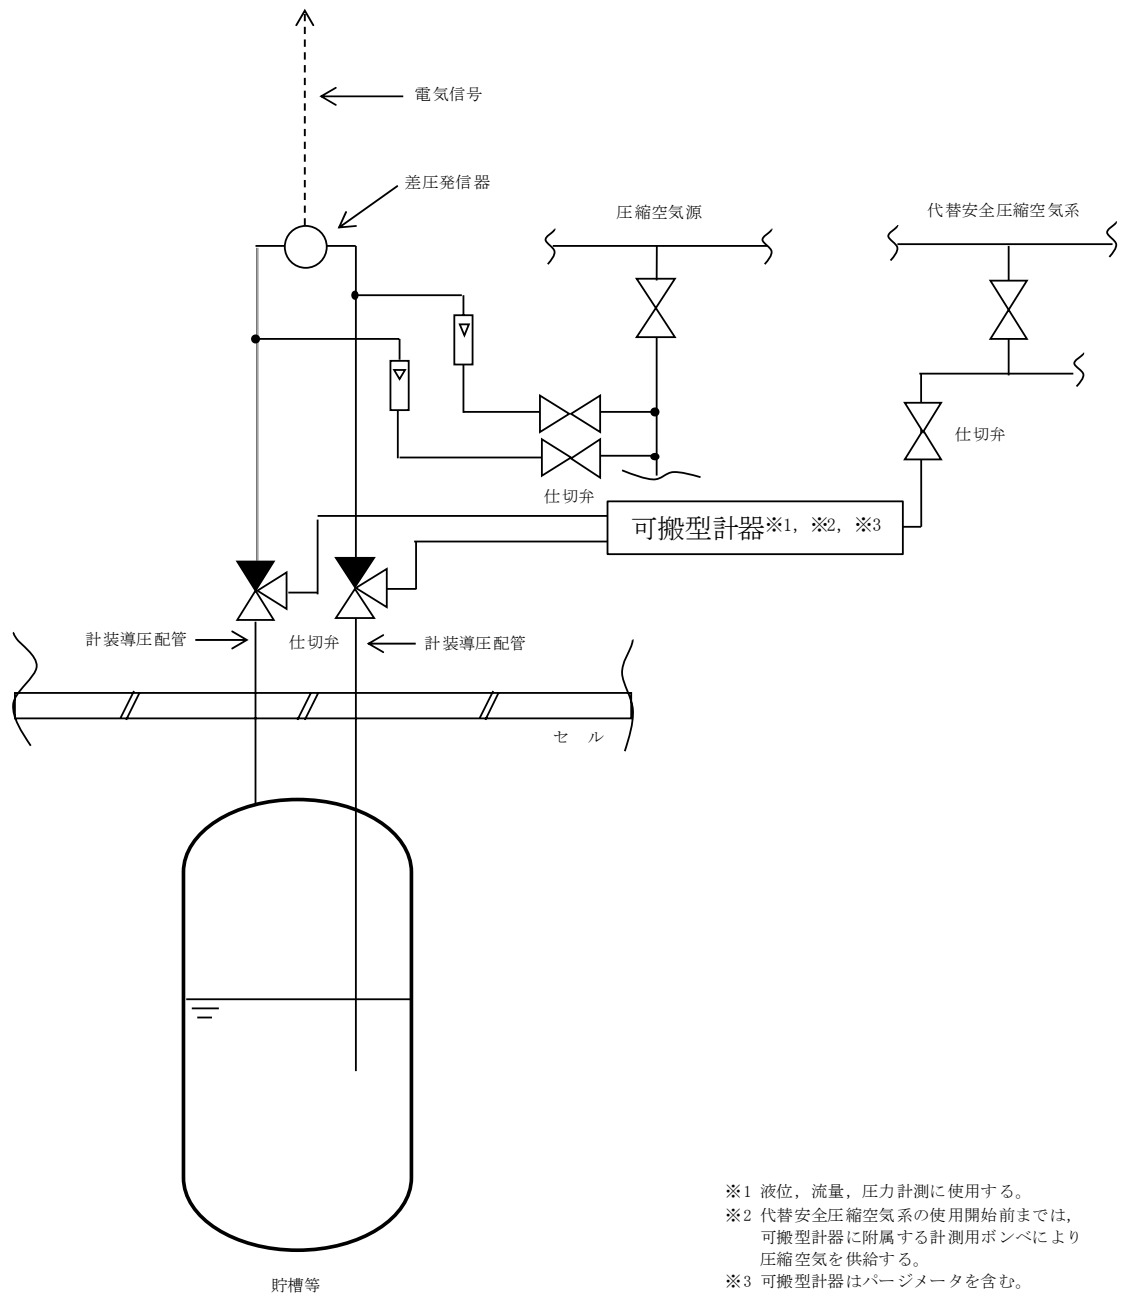 電気信号
差圧発信器
圧縮空気源
代替安全圧縮空気系
仕切弁
仕切弁
可搬型計器※1，※2，※3
計装導圧配管
仕切弁
計装導圧配管
セ ル
貯槽等
※1 液位，流量，圧力計測に使用する。
※2 代替安全圧縮空気系の使用開始前までは，
可搬型計器に附属する計測用ボンベにより
圧縮空気を供給する。
※3 可搬型計器はパージメータを含む。